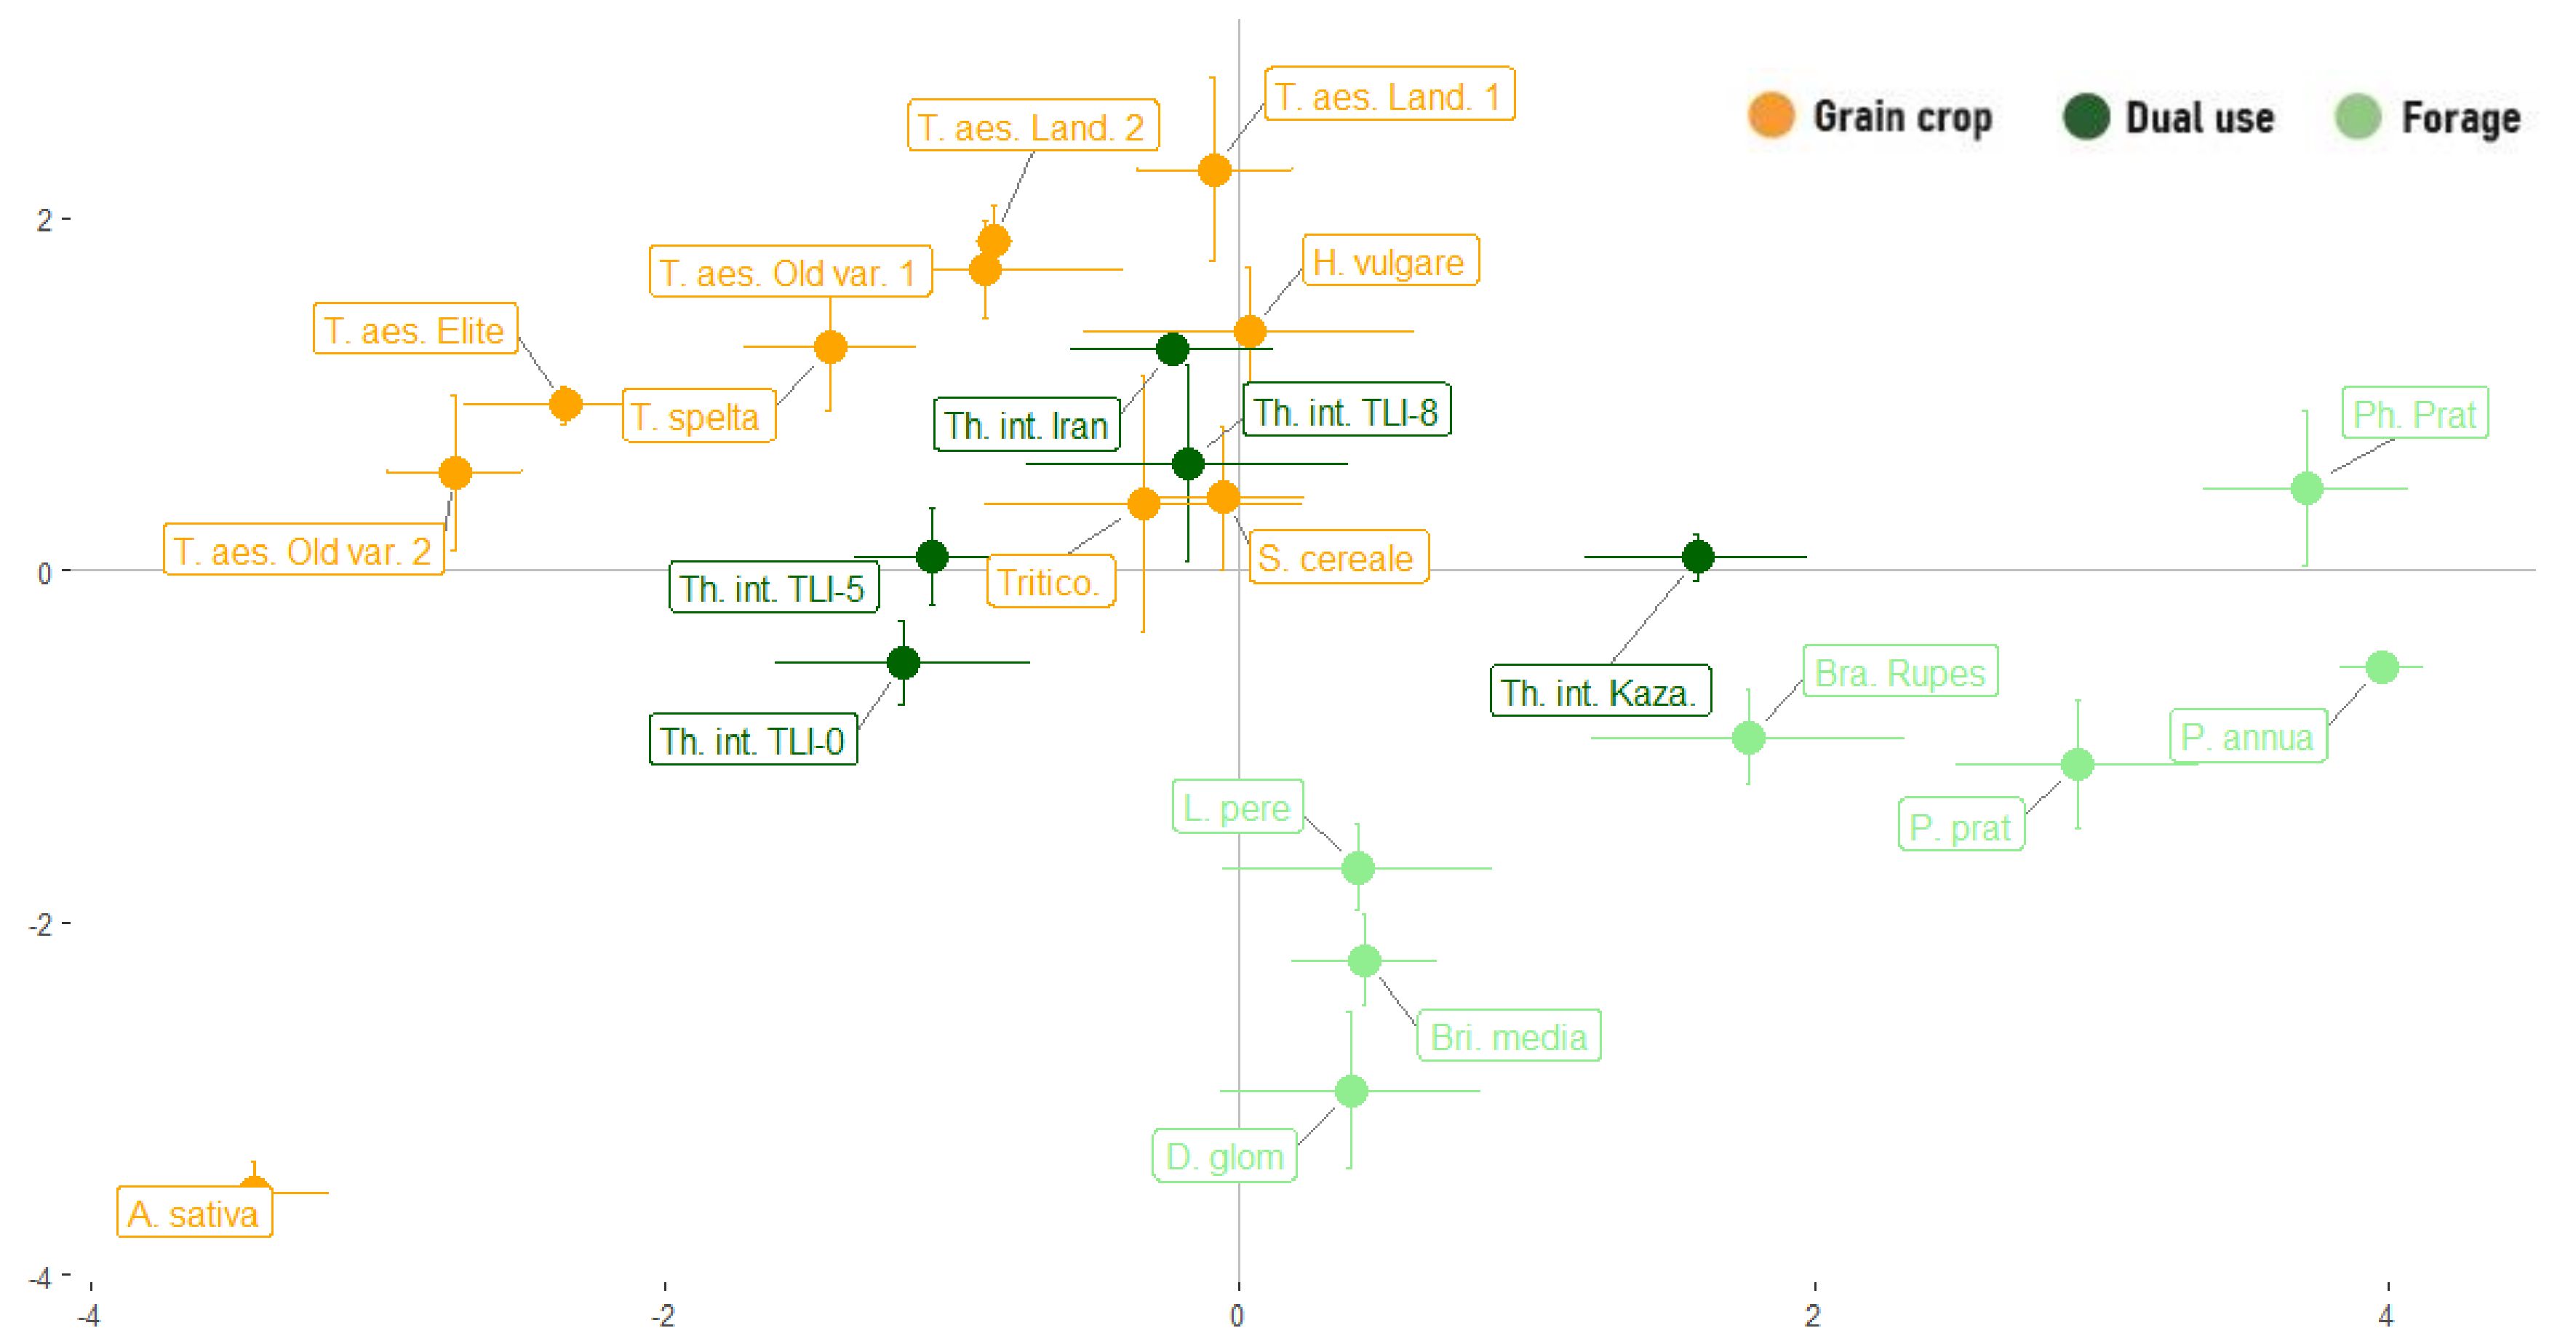 T. aes. Land. 1
Grain crop
Dual use
Forage
T. aes. Land. 2
2
T. aes. Old var. 1
H. vulgare
T. aes. Elite
T. spelta
Th. int. Iran
Th. int. TLI-8
Ph. Prat
T. aes. Old var. 2
S. cereale
0
Th. int. TLI-5
Tritico.
Th. int. Kaza.
Bra. Rupes
Th. int. TLI-0
P. annua
L. pere
P. prat
-2
Bri. media
D. glom
A. sativa
-4
-4
-2
0
2
4